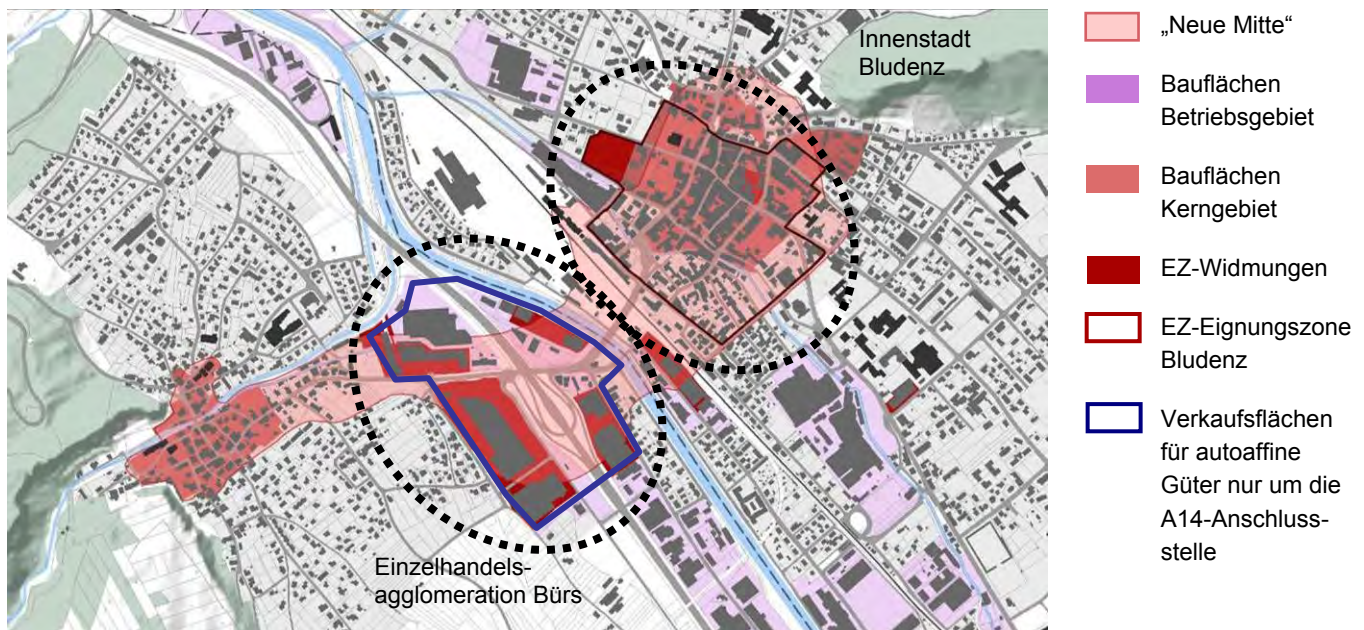 Innenstadt
Bludenz
Einzelhandels-
agglomeration Bürs
„Neue Mitte“
Bauflächen
Betriebsgebiet
Bauflächen
Kerngebiet
EZ-Widmungen
EZ-Eignungszone
Bludenz
Verkaufsflächen
für autoaffine
Güter nur um die
A14-Anschluss-
stelle